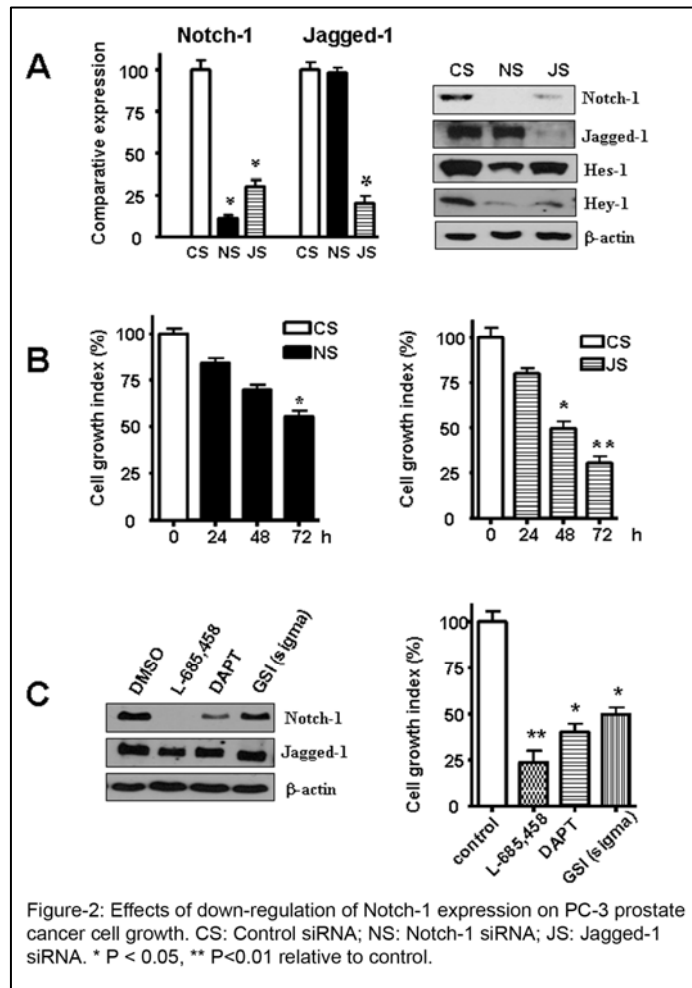 A
Notch-1 Jagged-1
Comparative expression
100
75
50
25
0
* * *
CS NS JS CS NS JS
CS NS JS
Notch-1
Jagged-1
Hes-1
Hey-1
β-actin
B
Cell growth index (%)
100
75
50
25
0
CS
NS
*
0 24 48 72 h
Cell growth index (%)
100
75
50
25
0
CS
JS
* **
0 24 48 72 h
C
DMSO L-685,458 DAPT GSI (sigma)
Notch-1
Jagged-1
β-actin
Cell growth index (%)
100
75
50
25
0
** * *
control L-685,458 DAPT GSI (sigma)
Figure-2: Effects of down-regulation of Notch-1 expression on PC-3 prostate
cancer cell growth. CS: Control siRNA; NS: Notch-1 siRNA; JS: Jagged-1
siRNA. * P < 0.05, ** P<0.01 relative to control.